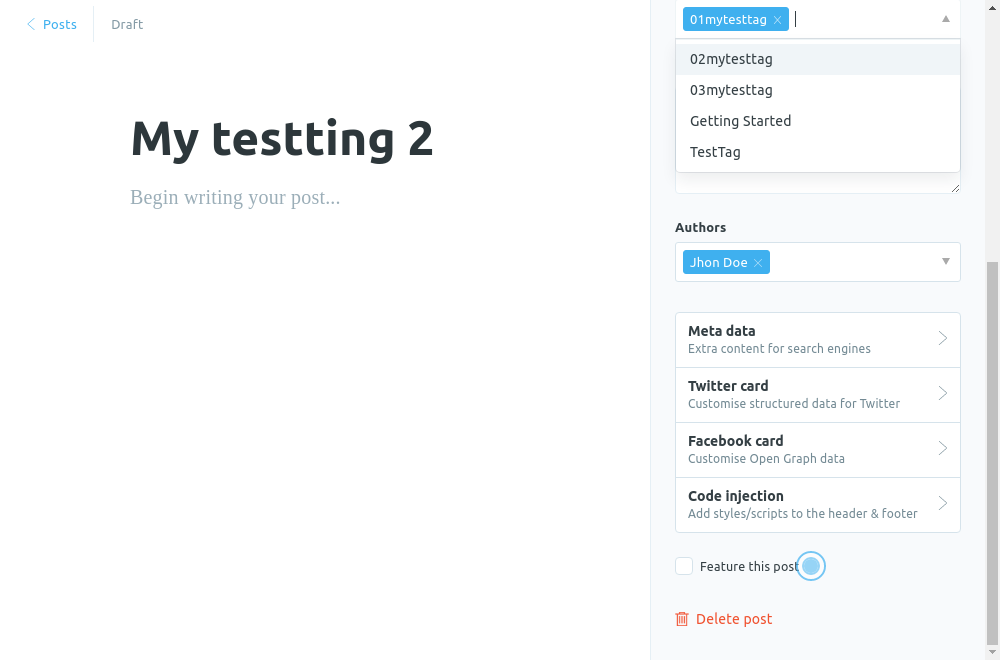 Posts
Draft
My testting 2
Begin writing your post...
01mytesttag
02mytesttag
03mytesttag
Getting Started
TestTag
Authors
Jhon Doe
Meta data
Extra content for search engines
Twitter card
Customise structured data for Twitter
Facebook card
Customise Open Graph data
Code injection
Add styles/scripts to the header & footer
Feature this post
Delete post